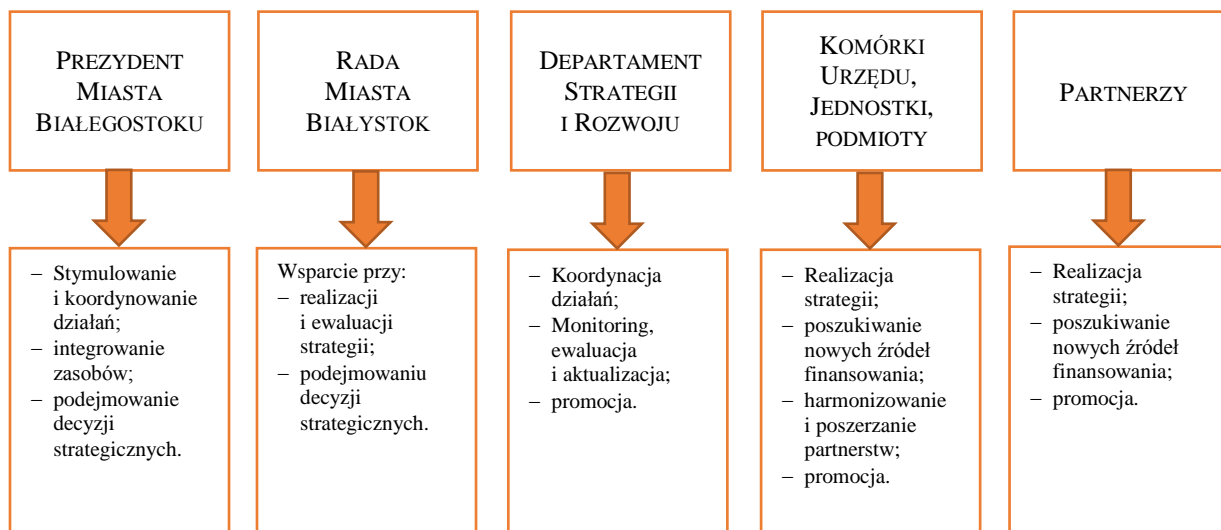 PREZYDENT
MIASTA
BIAŁEGOSTOKU
RADA
MIASTA
BIAŁYSTOK
DEPARTAMENT
STRATEGII
I ROZWOJU
KOMÓRKI
URZĘDU,
JEDNOSTKI,
PODMIOTY
PARTNERZY
– Stymulowanie
i koordynowanie
działań;
– integrowanie
zasobów;
– podejmowanie
decyzji
strategicznych.
Wsparcie przy:
– realizacji
i ewaluacji
strategii;
– podejmowaniu
decyzji
strategicznych.
– Koordynacja
działań;
– Monitoring,
ewaluacja
i aktualizacja;
– promocja.
– Realizacja
strategii;
– poszukiwanie
nowych źródeł
finansowania;
– harmonizowanie
i poszerzanie
partnerstw;
– promocja.
– Realizacja
strategii;
– poszukiwanie
nowych źródeł
finansowania;
– promocja.